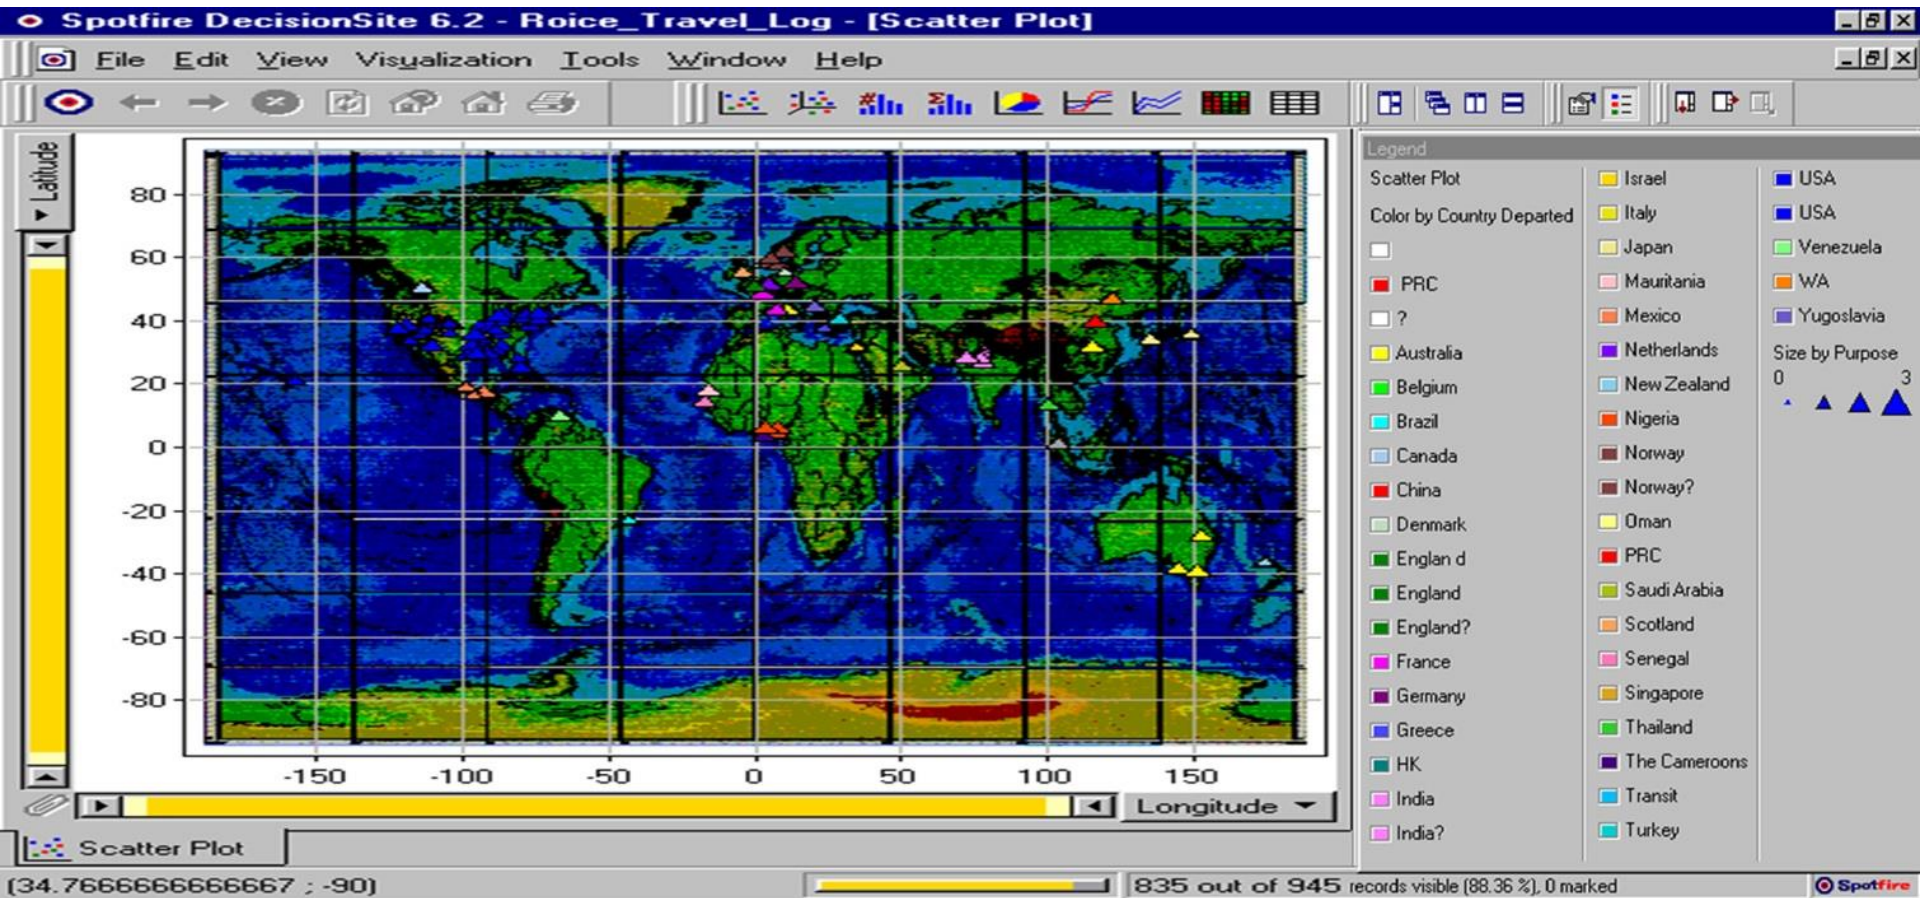 Spotfire DecisionSite 6.2 - Roice_Travel_Log - [Scatter Plot]
File Edit View Visualization Tools Window Help
Latitude
80
60
40
20
0
-20
-40
-60
-80
-150 -100 -50 0 50 100 150
Longitude
Scatter Plot
Legend
Scatter Plot
Color by Country Departed
PRC
?
Australia
Belgium
Brazil
Canada
China
Denmark
Englan d
England
England?
France
Germany
Greece
HK
India
India?
Israel
Italy
Japan
Mauritania
Mexico
Netherlands
New Zealand
Nigeria
Norway
Norway?
Oman
PRC
Saudi Arabia
Scotland
Senegal
Singapore
Thailand
The Cameroons
Transit
Turkey
USA
USA
Venezuela
WA
Yugoslavia
Size by Purpose
0 3
(34.7666666666667 ; -90)
835 out of 945 records visible (88.36 %), 0 marked
Spotfire